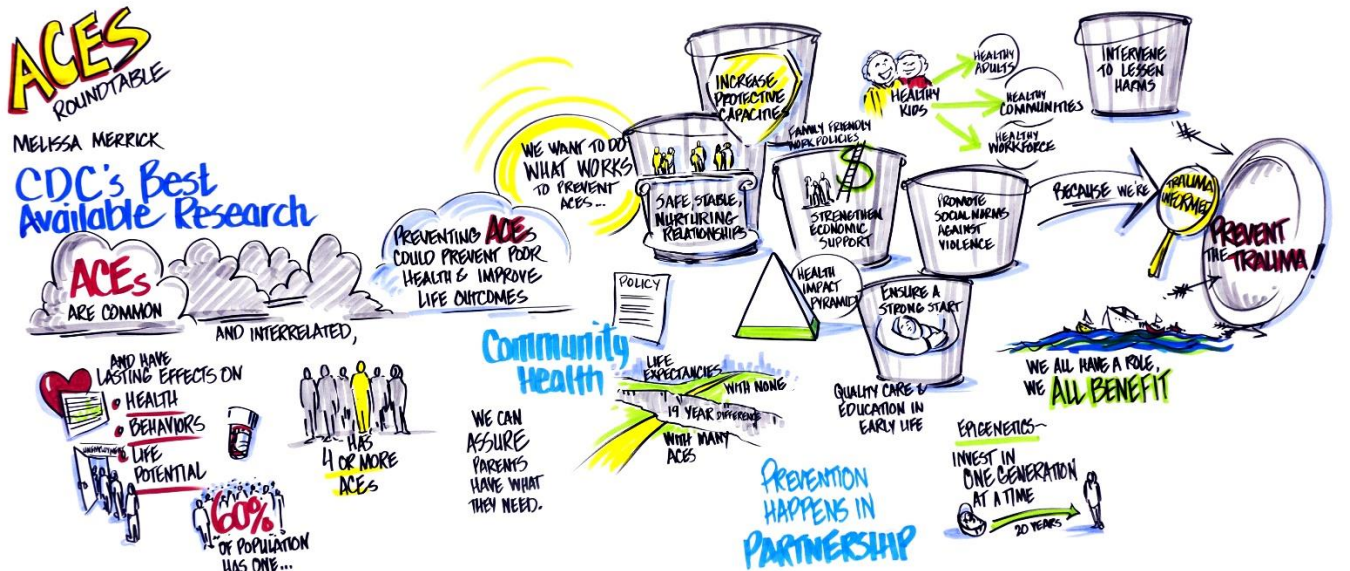 ACES
ROUNDTABLE
MELISSA MERRICK
CDC's Best
Available Research
ACEs
ARE COMMON
AND INTERRELATED,
AND HAVE
LASTING EFFECTS ON
HEALTH
BEHAVIORS
LIFE
POTENTIAL
UNEMPLOYMENT
60%
OF POPULATION
HAS ONE...
HAS
4 OR MORE
ACEs
PREVENTING ACEs
COULD PREVENT POOR
HEALTH & IMPROVE
LIFE OUTCOMES
WE WANT TO DO
WHAT WORKS
TO PREVENT
ACES...
Community
Health
WE CAN
ASSURE
PARENTS
HAVE WHAT
THEY NEED.
POLICY
LIFE
EXPECTANCIES
WITH NONE
19 YEAR DIFFERENCE
WITH MANY
ACES
INCREASE
PROTECTIVE
CAPACITIES
SAFE, STABLE,
NURTURING
RELATIONSHIPS
FAMILY FRIENDLY
WORK POLICIES
$
STRENGTHEN
ECONOMIC
SUPPORT
PROMOTE
SOCIAL NORMS
AGAINST
VIOLENCE
HEALTH
IMPACT
PYRAMID
ENSURE A
STRONG START
QUALITY CARE &
EDUCATION IN
EARLY LIFE
PREVENTION
HAPPENS IN
PARTNERSHIP
HEALTHY
KIDS
HEALTHY
ADULTS
HEALTHY
COMMUNITIES
HEALTHY
WORKFORCE
INTERVENE
TO LESSEN
HARMS
BECAUSE WE'RE
TRAUMA
INFORMED
PREVENT
THE TRAUMA!
WE ALL HAVE A ROLE,
WE ALL BENEFIT
EPIGENETICS~
INVEST IN
ONE GENERATION
AT A TIME
20 YEARS